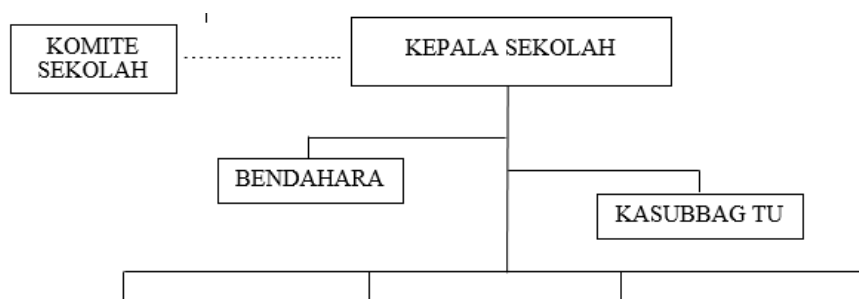 KOMITE
SEKOLAH
KEPALA SEKOLAH
BENDAHARA
KASUBBAG TU